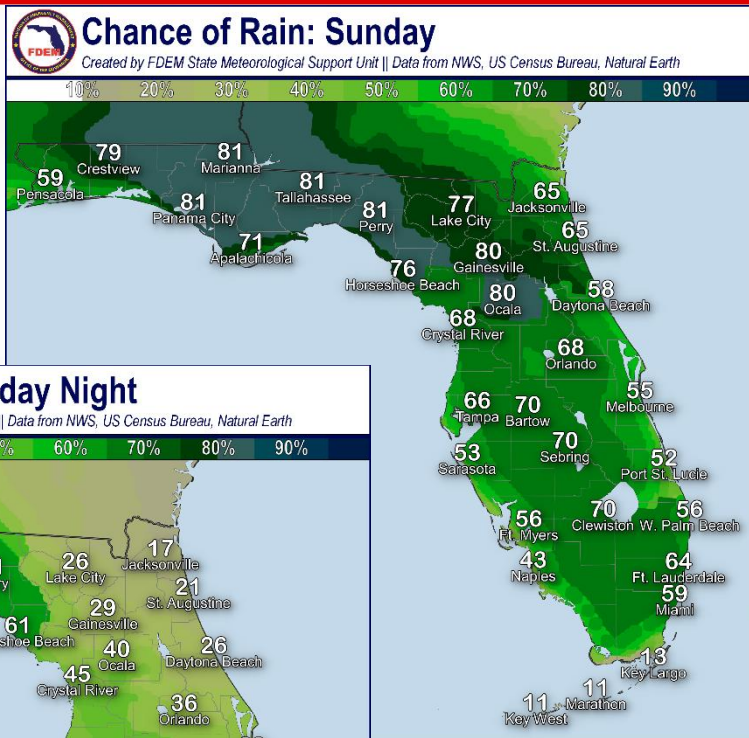 FDEM
Chance of Rain: Sunday
Created by FDEM State Meteorological Support Unit || Data from NWS, US Census Bureau, Natural Earth
10% 20% 30% 40% 50% 60% 70% 80% 90%
79
Crestview
81
Marianna
59
Pensacola
81
Tallahassee
81
Panama City
81
Perry
77
Lake City
65
Jacksonville
65
St. Augustine
71
Apalachicola
80
Gainesville
76
Horseshoe Beach
80
Ocala
58
Daytona Beach
68
Crystal River
68
Orlando
55
Melbourne
66
Tampa
70
Bartow
53
Sarasota
70
Sebring
52
Port St. Lucie
56
Ft. Myers
70
Clewiston
56
W. Palm Beach
43
Naples
64
Ft. Lauderdale
59
Miami
13
Key Largo
11
Marathon
11
Key West
day Night
|| Data from NWS, US Census Bureau, Natural Earth
% 60% 70% 80% 90%
26
Lake City
17
Jacksonville
21
St. Augustine
ry
29
Gainesville
61
shoe Beach
40
Ocala
26
Daytona Beach
45
Crystal River
36
Orlando